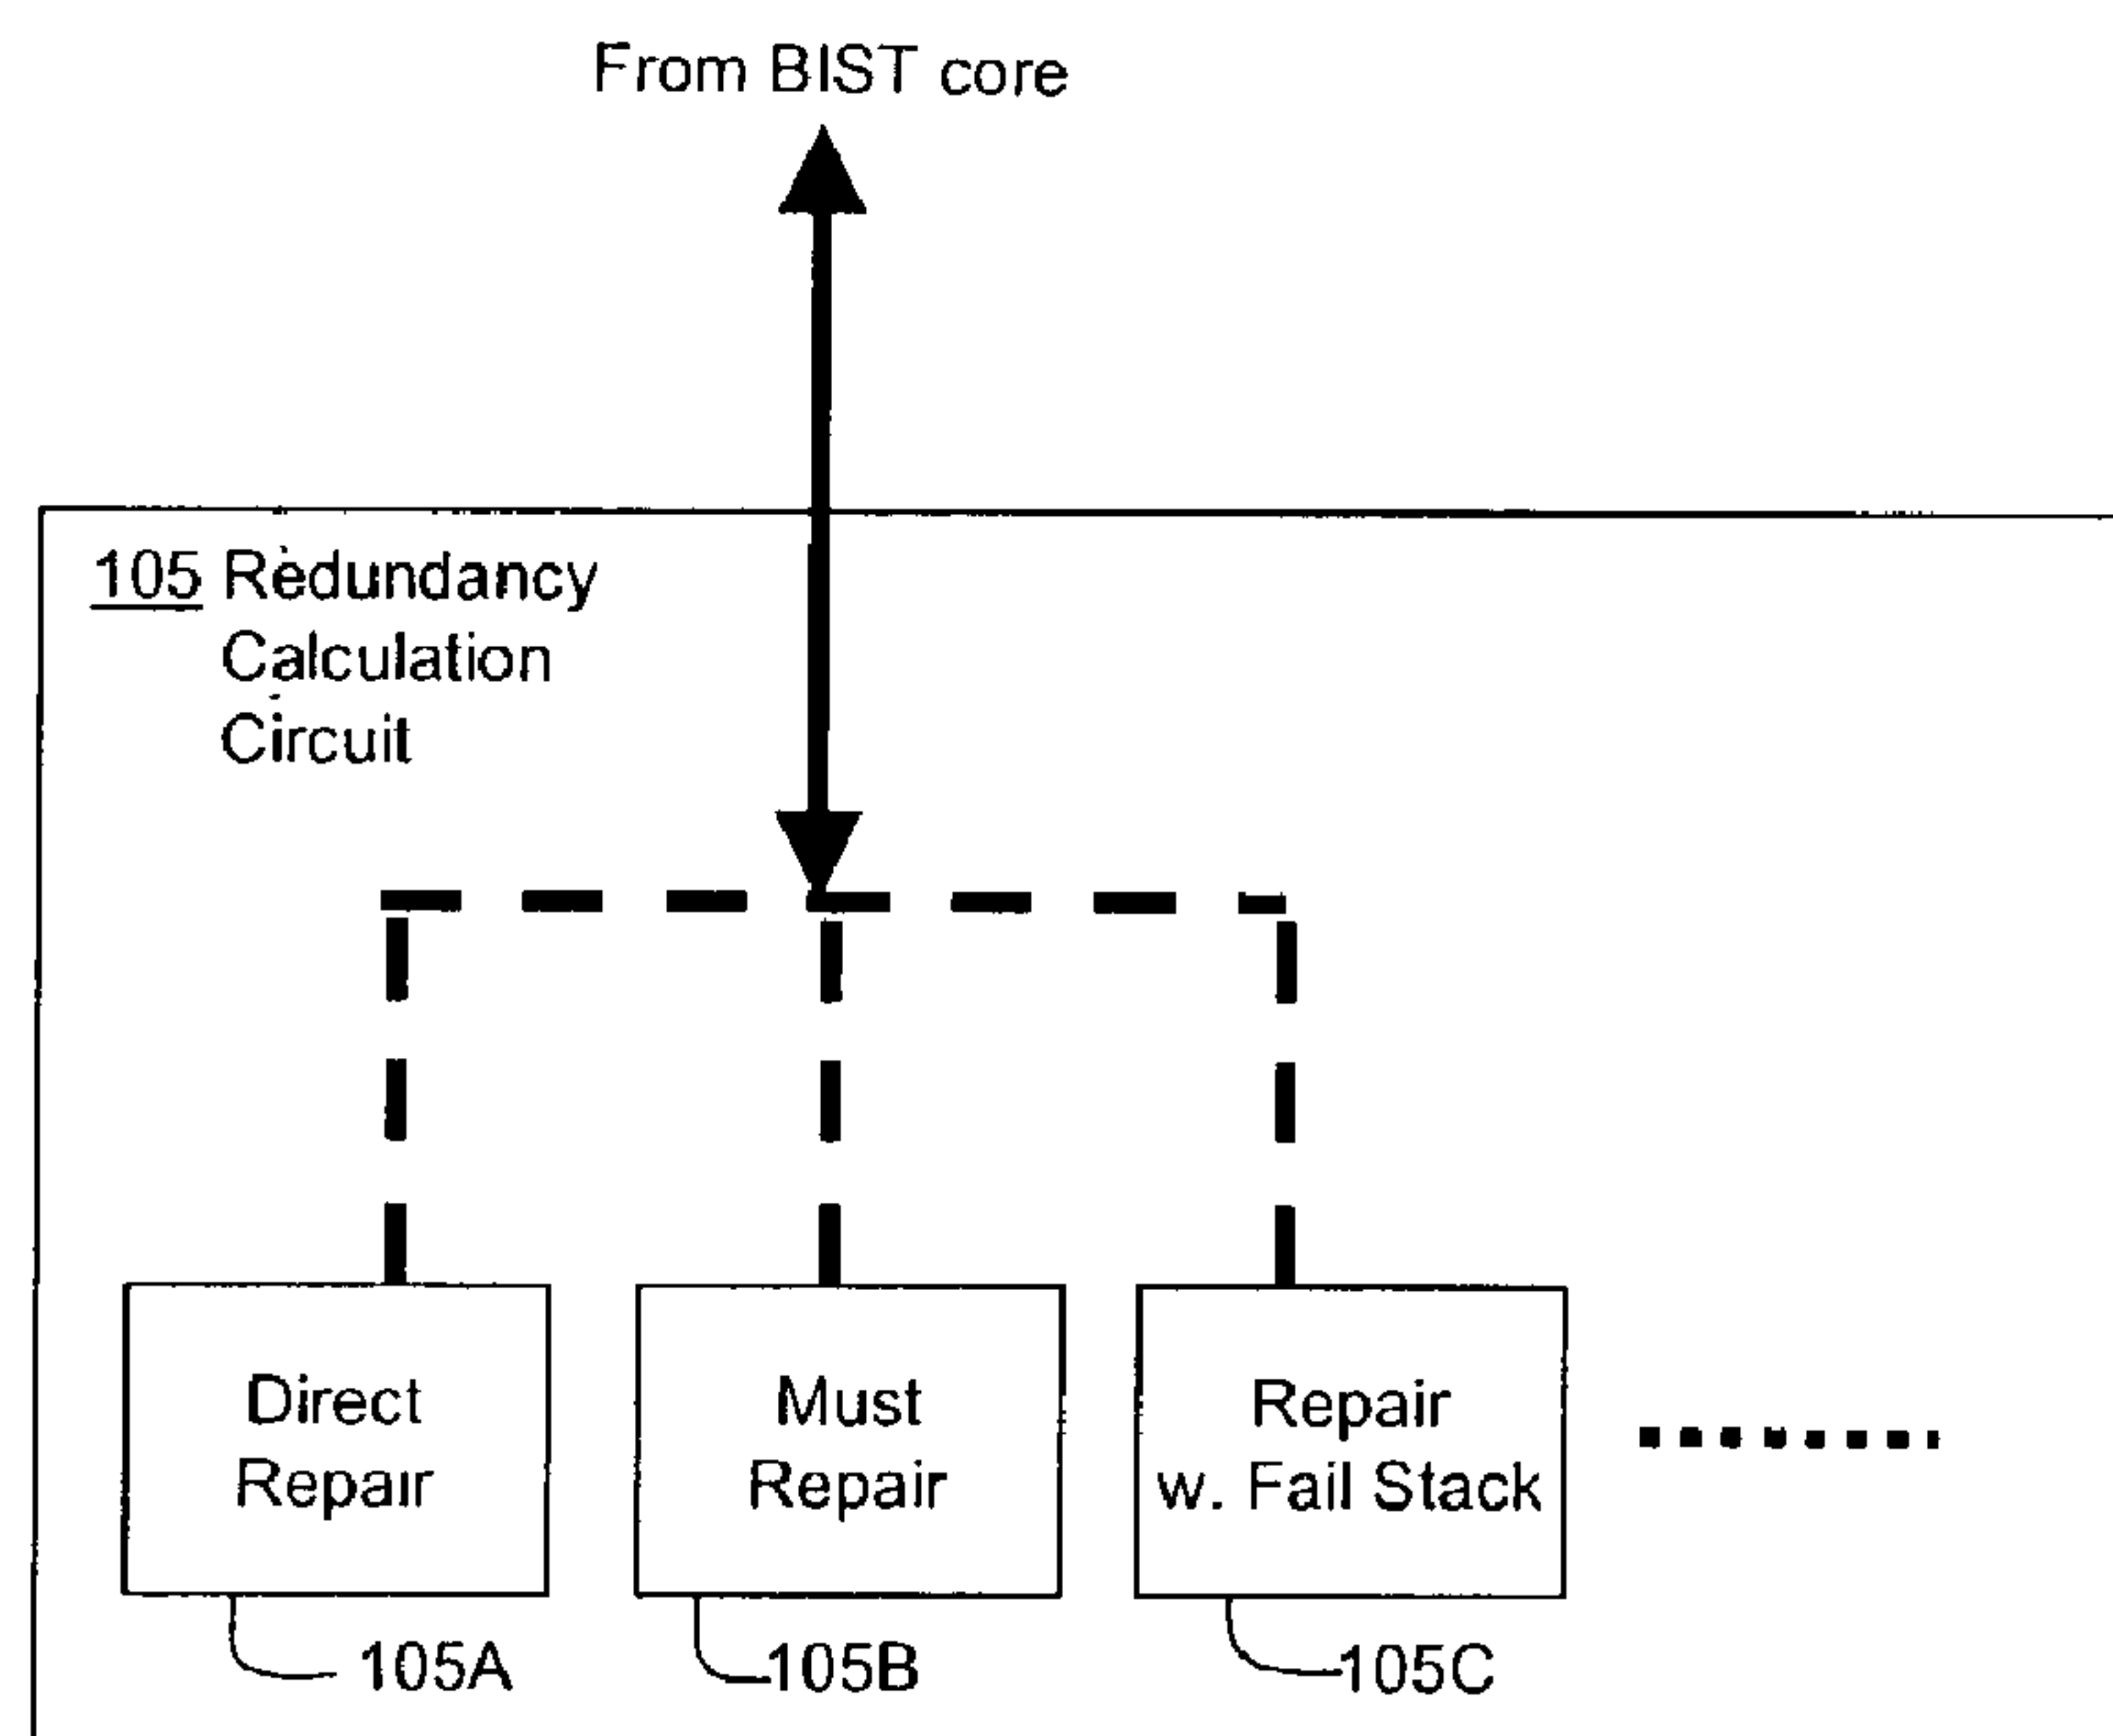 From BIST core
105 Redundancy
Calculation
Circuit
Direct
Repair
Must
Repair
Repair
w. Fail Stack
105A
105B
105C